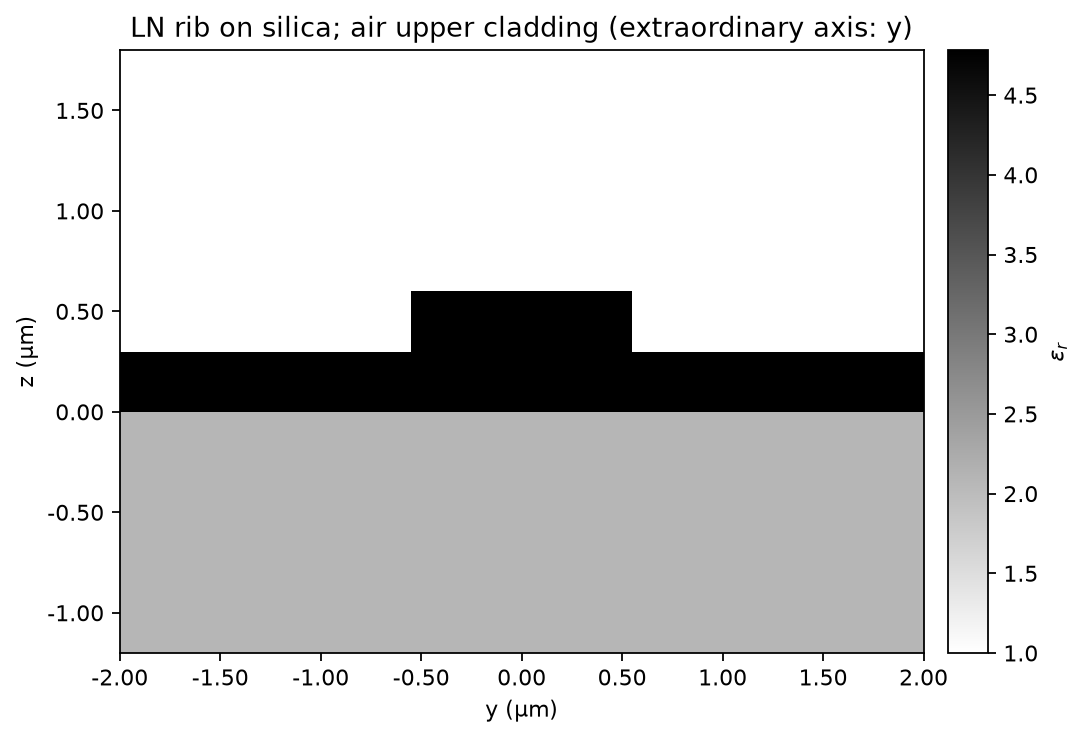 LN rib on silica; air upper cladding (extraordinary axis: y)
1.50
1.00
0.50
0.00
-0.50
-1.00
z (μm)
-2.00 -1.50 -1.00 -0.50 0.00 0.50 1.00 1.50 2.00
y (μm)
4.5
4.0
3.5
3.0
2.5
2.0
1.5
1.0
εᵣ